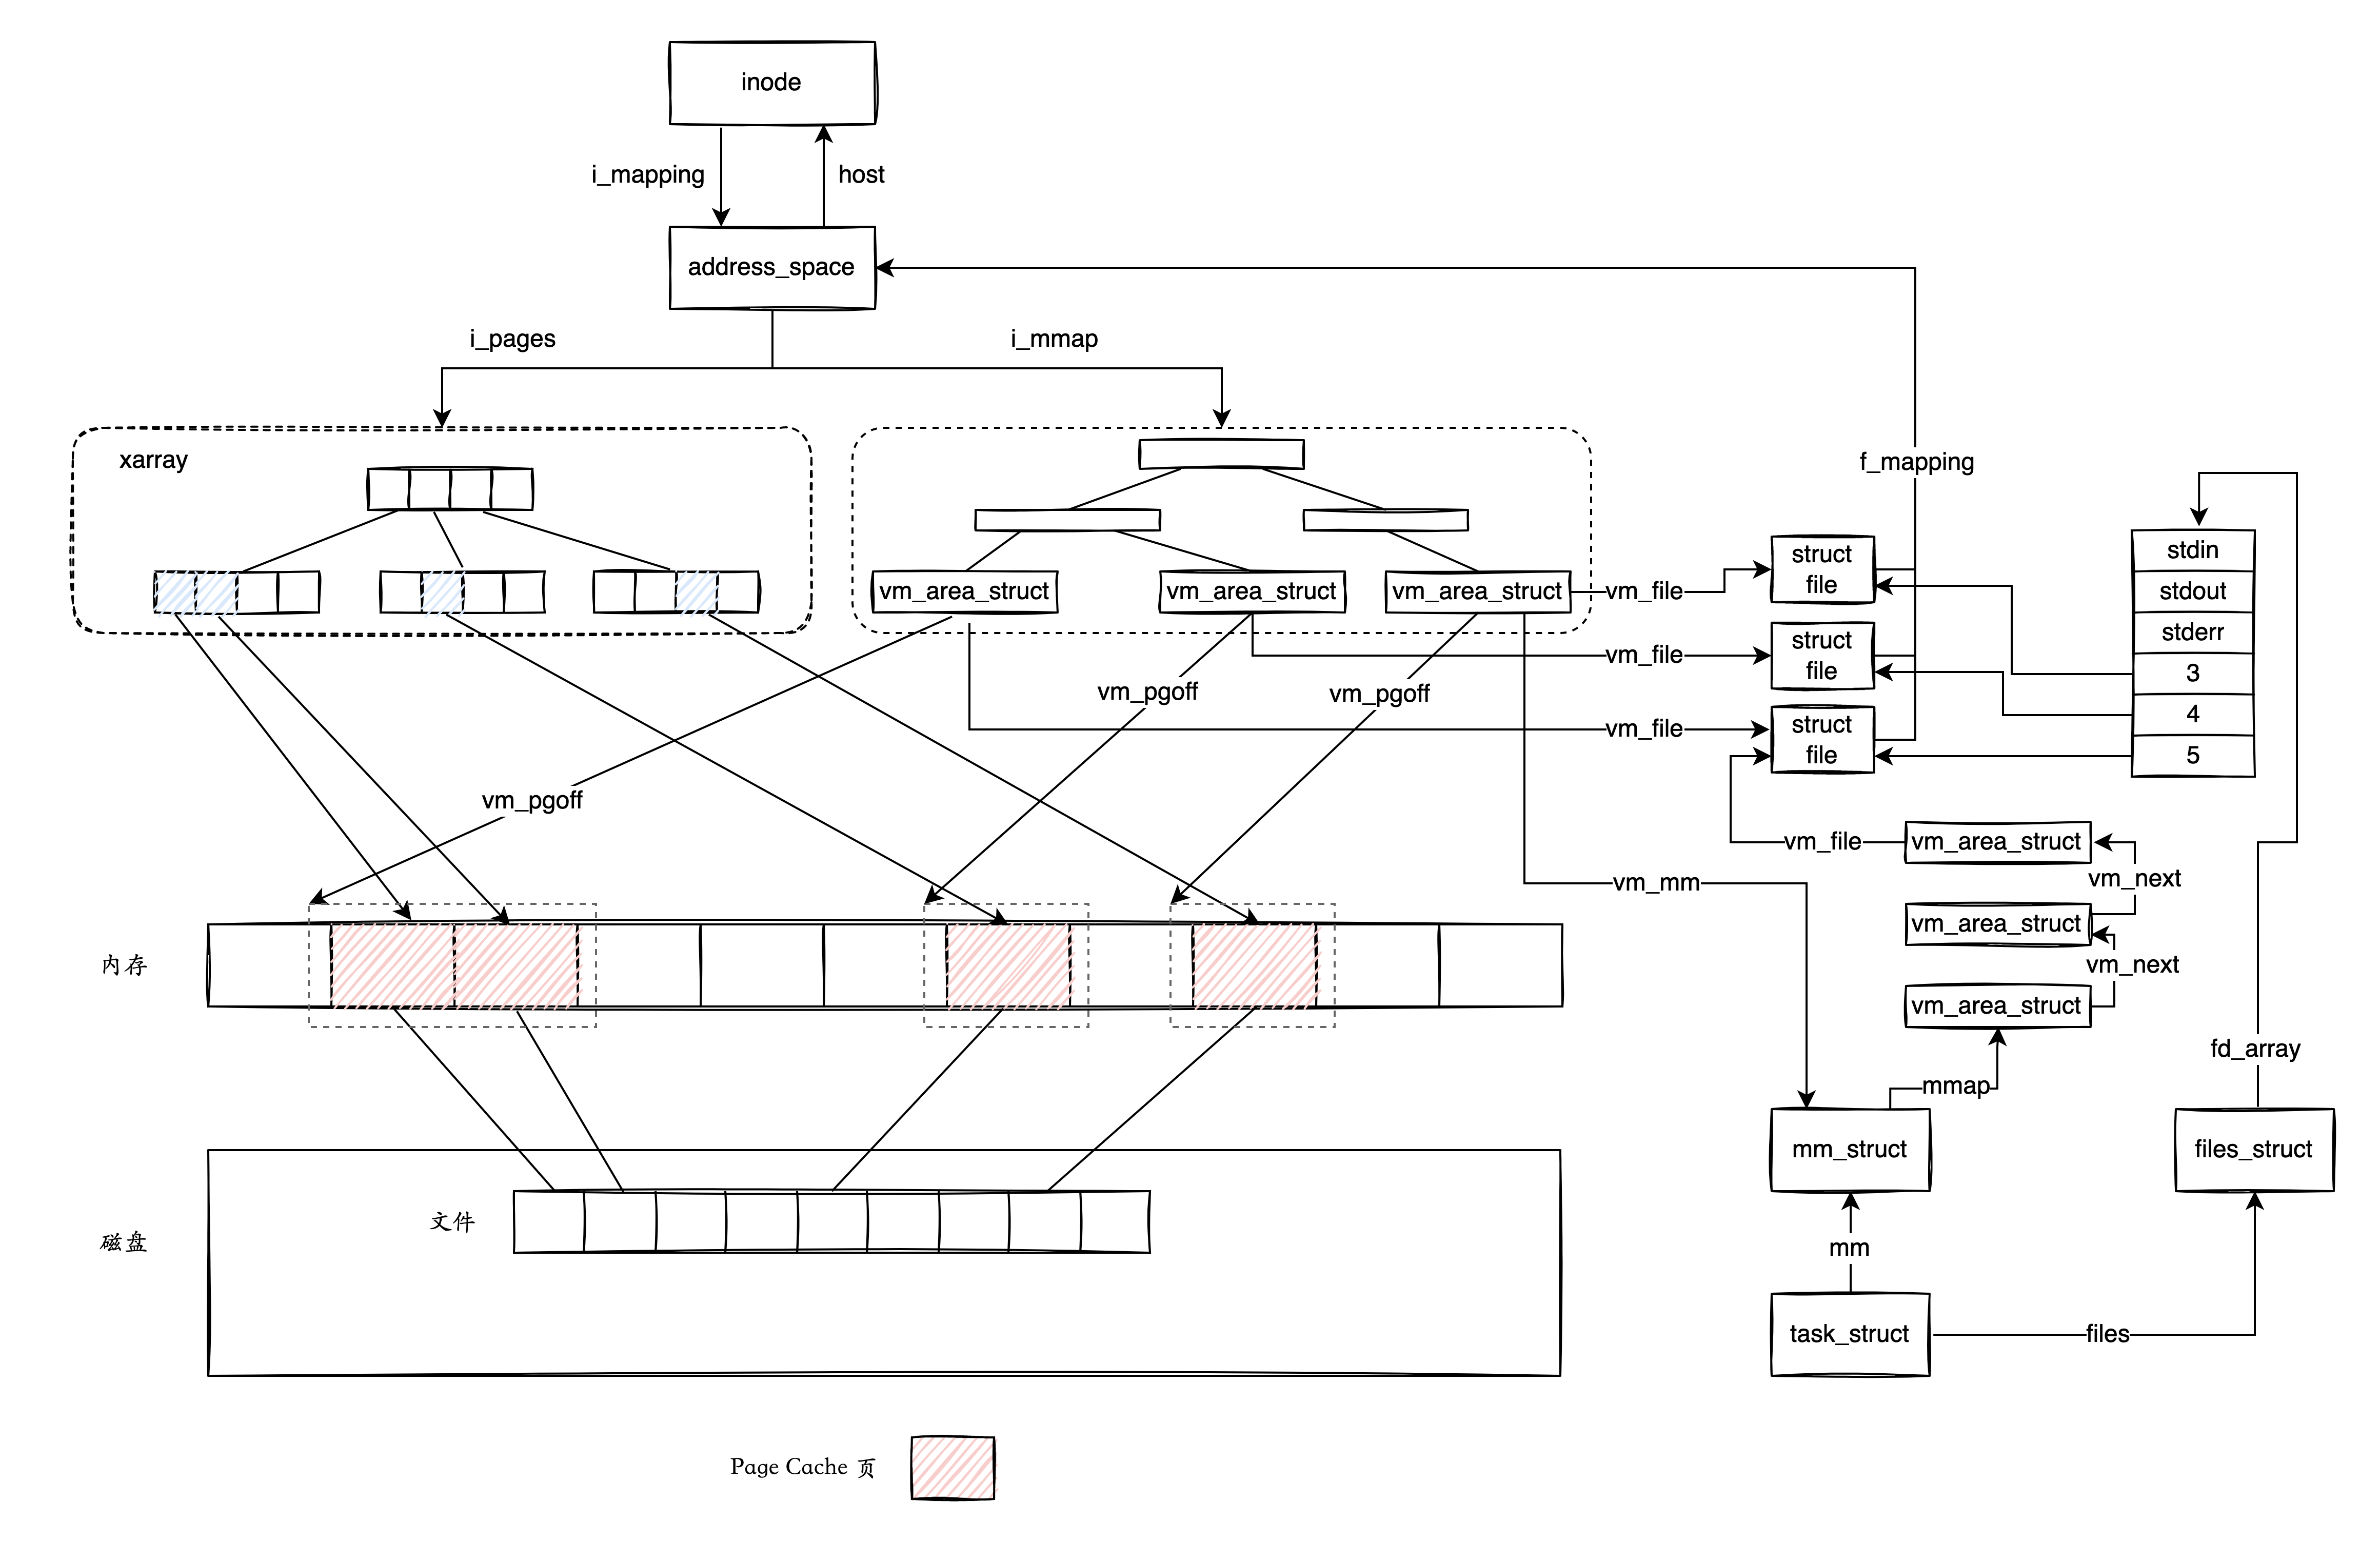 inode
i_mapping
host
address_space
i_pages
i_mmap
xarray
f_mapping
vm_area_struct
vm_area_struct
vm_area_struct
vm_file
struct
file
stdin
stdout
stderr
3
4
5
vm_file
struct
file
vm_pgoff
vm_pgoff
vm_file
struct
file
vm_pgoff
vm_file
vm_area_struct
vm_next
vm_mm
vm_area_struct
vm_next
内存
vm_area_struct
fd_array
mmap
mm_struct
files_struct
文件
磁盘
mm
task_struct
files
Page Cache 页